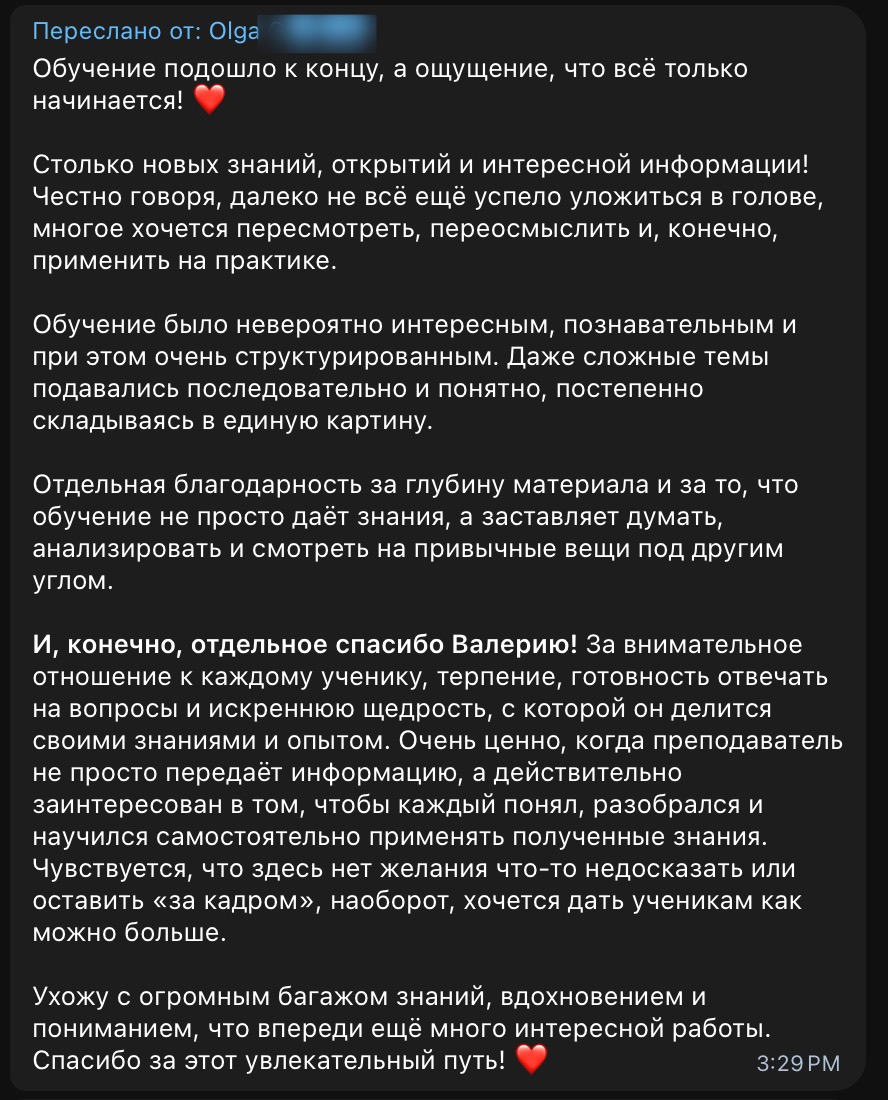 Переслано от: Olga
Обучение подошло к концу, а ощущение, что всё только
начинается! ❤️
Столько новых знаний, открытий и интересной информации!
Честно говоря, далеко не всё ещё успело уложиться в голове,
многое хочется пересмотреть, переосмыслить и, конечно,
применить на практике.
Обучение было невероятно интересным, познавательным и
при этом очень структурированным. Даже сложные темы
подавались последовательно и понятно, постепенно
складываясь в единую картину.
Отдельная благодарность за глубину материала и за то, что
обучение не просто даёт знания, а заставляет думать,
анализировать и смотреть на привычные вещи под другим
углом.
И, конечно, отдельное спасибо Валерию! За внимательное
отношение к каждому ученику, терпение, готовность отвечать
на вопросы и искреннюю щедрость, с которой он делится
своими знаниями и опытом. Очень ценно, когда преподаватель
не просто передаёт информацию, а действительно
заинтересован в том, чтобы каждый понял, разобрался и
научился самостоятельно применять полученные знания.
Чувствуется, что здесь нет желания что-то недосказать или
оставить «за кадром», наоборот, хочется дать ученикам как
можно больше.
Ухожу с огромным багажом знаний, вдохновением и
пониманием, что впереди ещё много интересной работы.
Спасибо за этот увлекательный путь! ❤️
3:29 PM